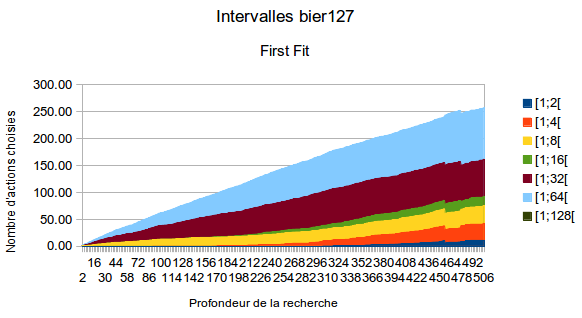 Intervalles bier127
First Fit
Nombre d'actions choisies
300.00
250.00
200.00
150.00
100.00
50.00
0.00
16 44 72 100 128 156 184 212 240 268 296 324 352 380 408 436 464 492
2 30 58 86 114 142 170 198 226 254 282 310 338 366 394 422 450 478 506
Profondeur de la recherche
[1;2[
[1;4[
[1;8[
[1;16[
[1;32[
[1;64[
[1;128[